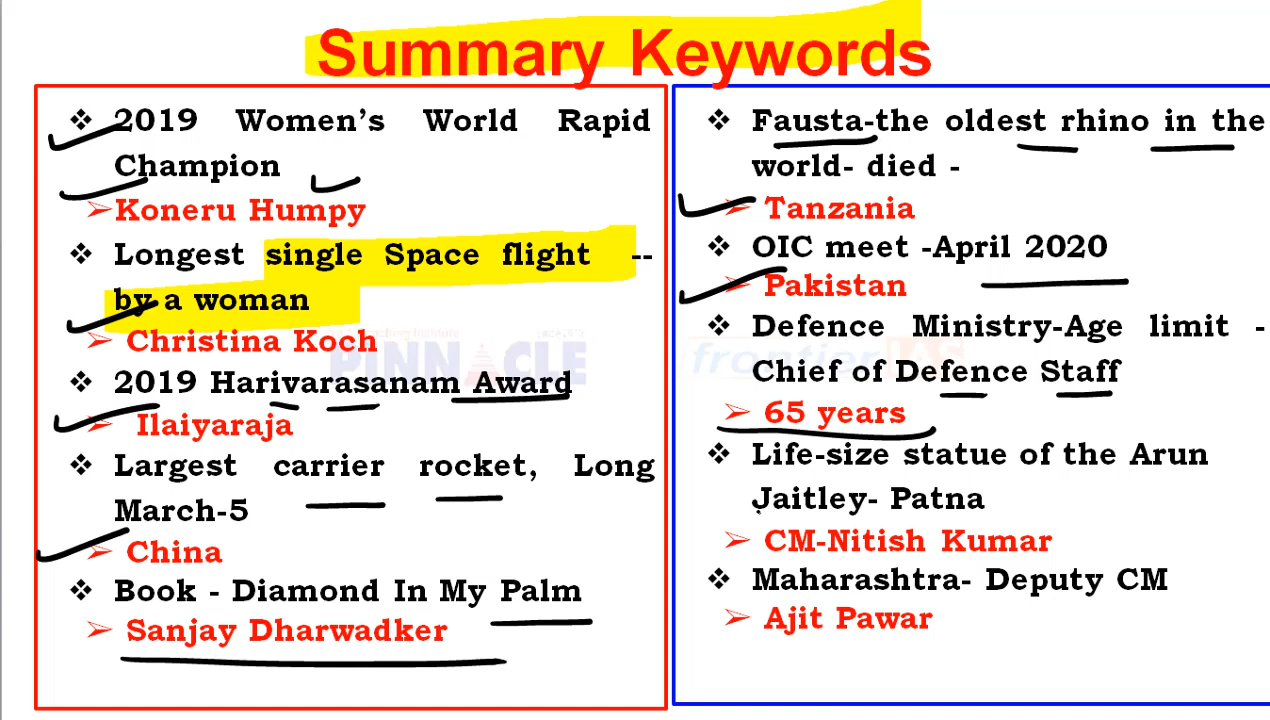 Summary Keywords
❖ 2019 Women's World Rapid
Champion
➢Koneru Humpy
❖ Longest single Space flight --
by a woman
➢ Christina Koch
❖ 2019 Harivarasanam Award
➢ Ilaiyaraja
❖ Largest carrier rocket, Long
March-5
➢ China
❖ Book - Diamond In My Palm
➢ Sanjay Dharwadker
❖ Fausta-the oldest rhino in the
world- died -
➢ Tanzania
❖ OIC meet -April 2020
➢ Pakistan
❖ Defence Ministry-Age limit -
Chief of Defence Staff
➢ 65 years
❖ Life-size statue of the Arun
Jaitley- Patna
➢ CM-Nitish Kumar
❖ Maharashtra- Deputy CM
➢ Ajit Pawar
PINNACLE
frontier IAS